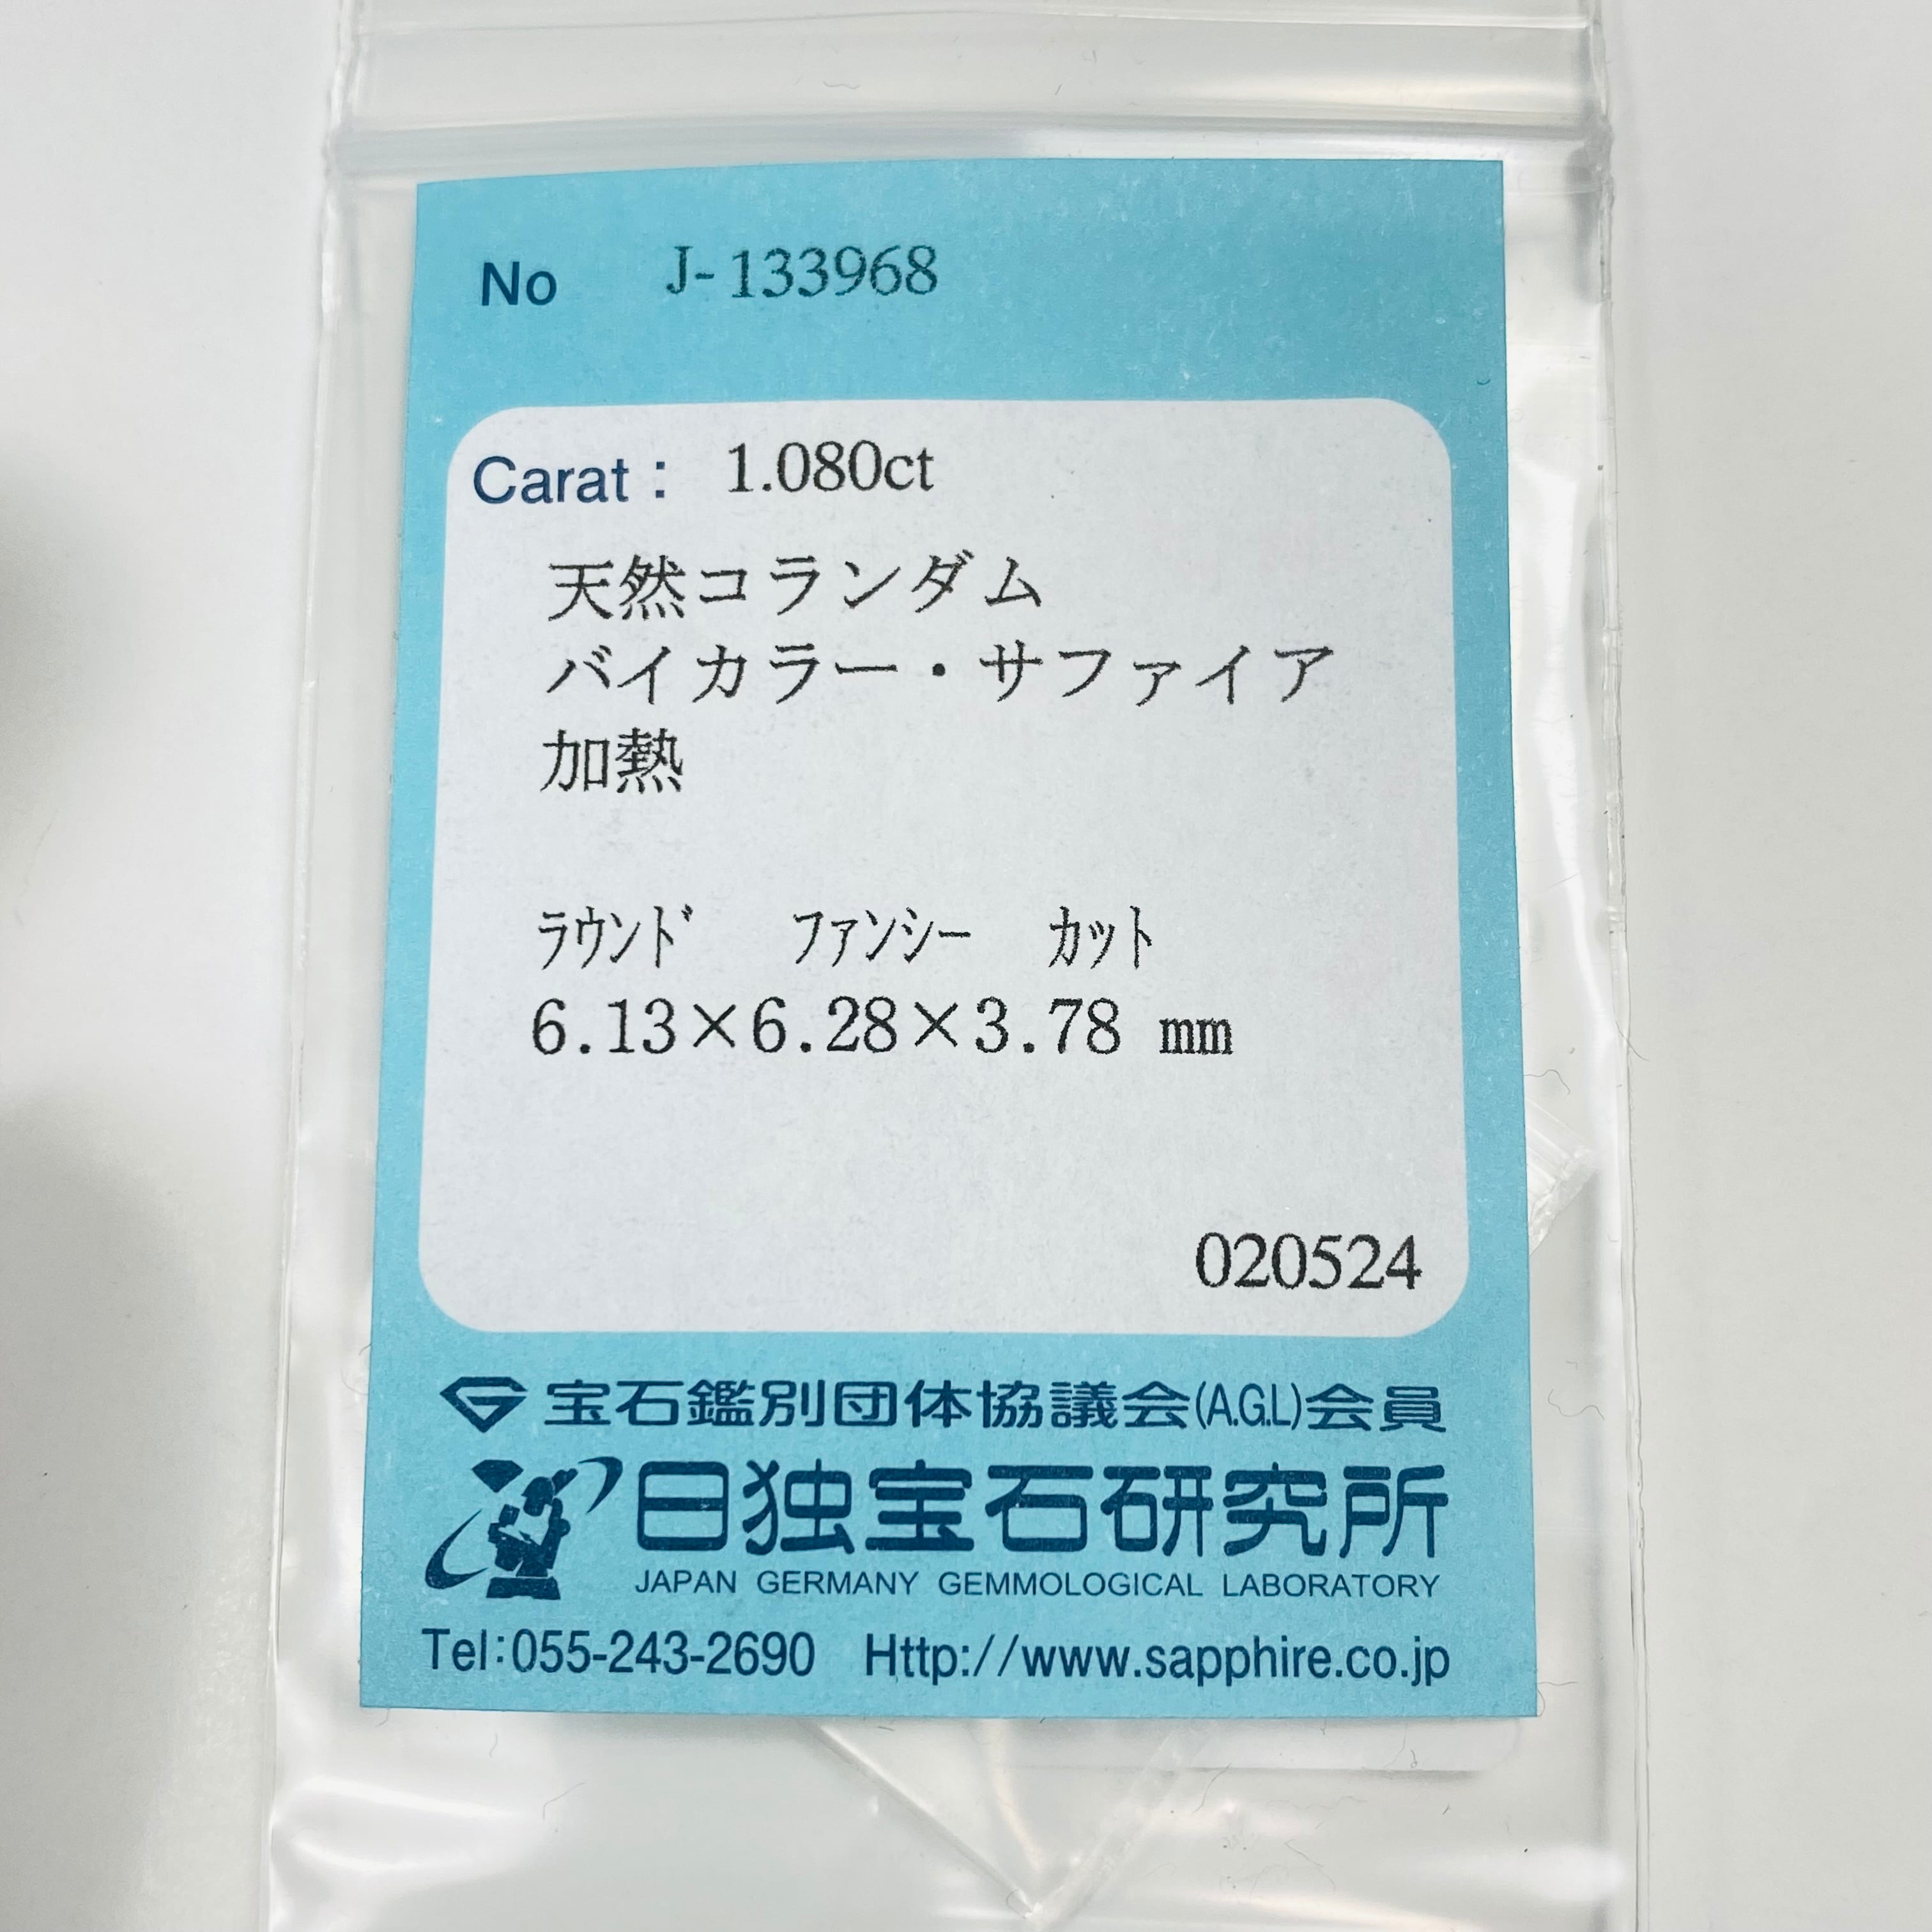 No J-133968
Carat： 1.080ct
天然コランダム
バイカラー・サファイア
加熱
ﾗｳﾝﾄﾞ ﾌｧﾝｼｰ ｶｯﾄ
6.13×6.28×3.78 mm
020524
宝石鑑別団体協議会(A.G.L)会員
日独宝石研究所
JAPAN GERMANY GEMMOLOGICAL LABORATORY
Tel:055-243-2690 Http://www.sapphire.co.jp